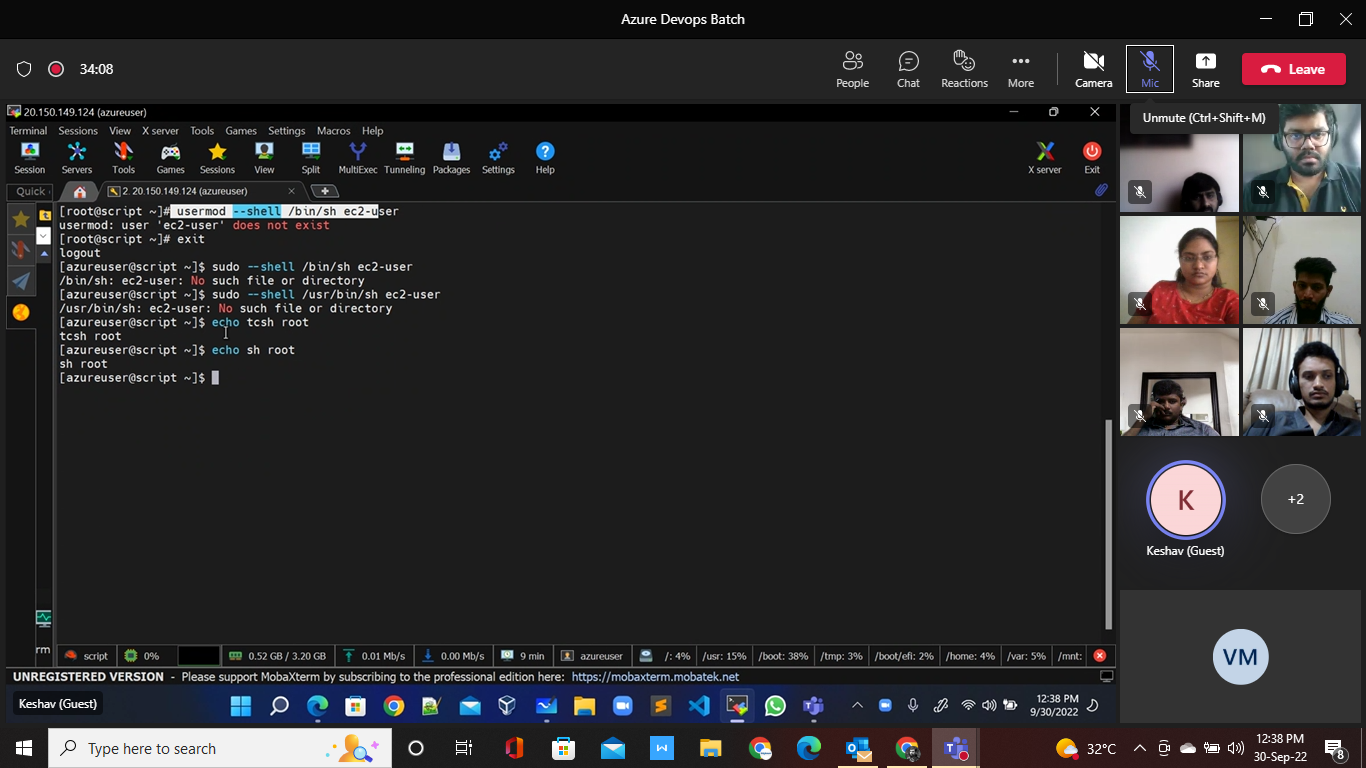 Azure Devops Batch
34:08
People
Chat
Reactions
More
Camera
Mic
Share
Leave
Unmute (Ctrl+Shift+M)
20.150.149.124 (azureuser)
Terminal Sessions View X server Tools Games Settings Macros Help
Session Servers Tools Games Sessions View Split MultiExec Tunneling Packages Settings Help X server Exit
Quick
2. 20.150.149.124 (azureuser)
[root@script ~]# usermod --shell /bin/sh ec2-user
usermod: user 'ec2-user' does not exist
[root@script ~]# exit
logout
[azureuser@script ~]$ sudo --shell /bin/sh ec2-user
/bin/sh: ec2-user: No such file or directory
[azureuser@script ~]$ sudo --shell /usr/bin/sh ec2-user
/usr/bin/sh: ec2-user: No such file or directory
[azureuser@script ~]$ echo tcsh root
tcsh root
[azureuser@script ~]$ echo sh root
sh root
[azureuser@script ~]$
rm
script 0% 0.52 GB / 3.20 GB 0.01 Mb/s 0.00 Mb/s 9 min azureuser /: 4% /usr: 15% /boot: 38% /tmp: 3% /boot/efi: 2% /home: 4% /var: 5% /mnt:
UNREGISTERED VERSION - Please support MobaXterm by subscribing to the professional edition here: https://mobaxterm.mobatek.net
Keshav (Guest)
12:38 PM
9/30/2022
K
Keshav (Guest)
+2
VM
Type here to search
32°C
12:38 PM
30-Sep-22
8